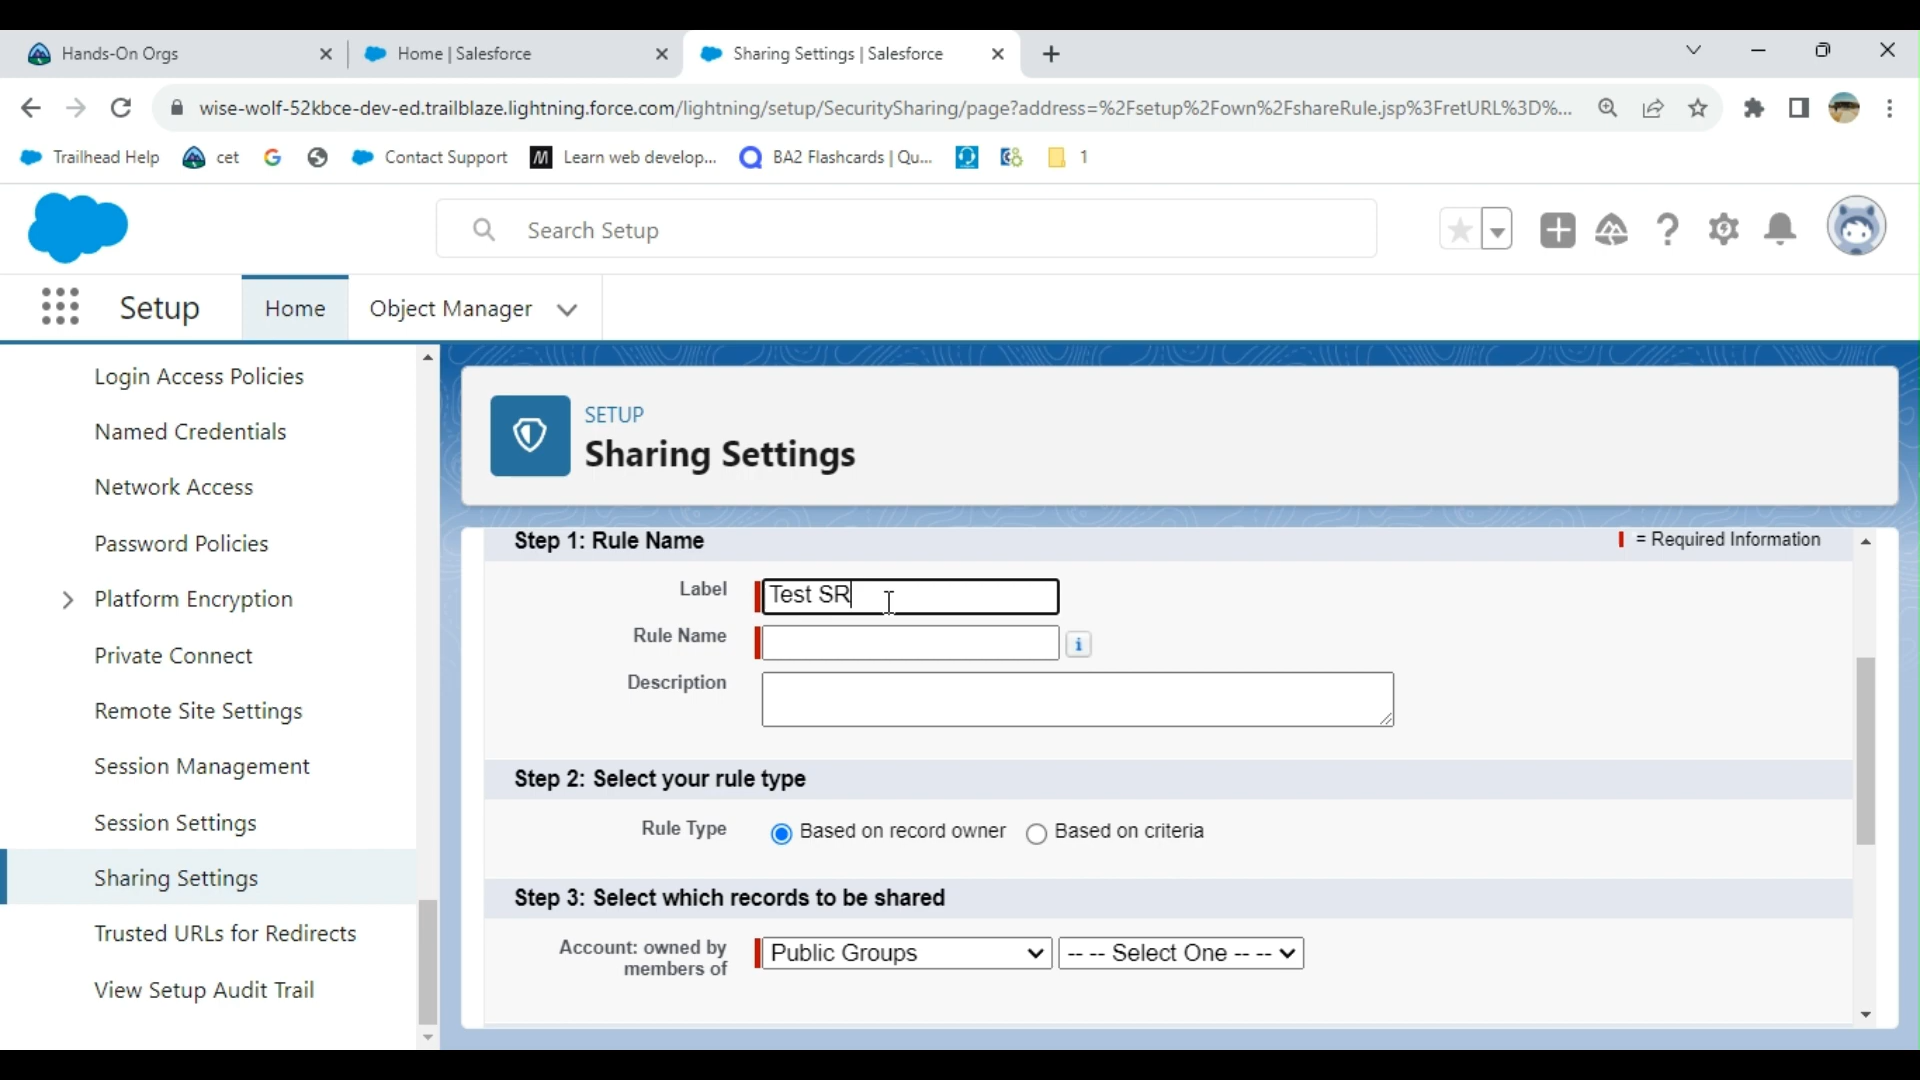 Hands-On Orgs
Home | Salesforce
Sharing Settings | Salesforce
wise-wolf-52kbce-dev-ed.trailblaze.lightning.force.com/lightning/setup/SecuritySharing/page?address=%2Fsetup%2Fown%2FshareRule.jsp%3FretURL%3D%...
Trailhead Help
cet
Contact Support
Learn web develop...
BA2 Flashcards | Qu...
1
Search Setup
Setup
Home
Object Manager
Login Access Policies
Named Credentials
Network Access
Password Policies
Platform Encryption
Private Connect
Remote Site Settings
Session Management
Session Settings
Sharing Settings
Trusted URLs for Redirects
View Setup Audit Trail
SETUP
Sharing Settings
Step 1: Rule Name
= Required Information
Label
Test SR
Rule Name
Description
Step 2: Select your rule type
Rule Type
Based on record owner
Based on criteria
Step 3: Select which records to be shared
Account: owned by
members of
Public Groups
-- -- Select One -- --